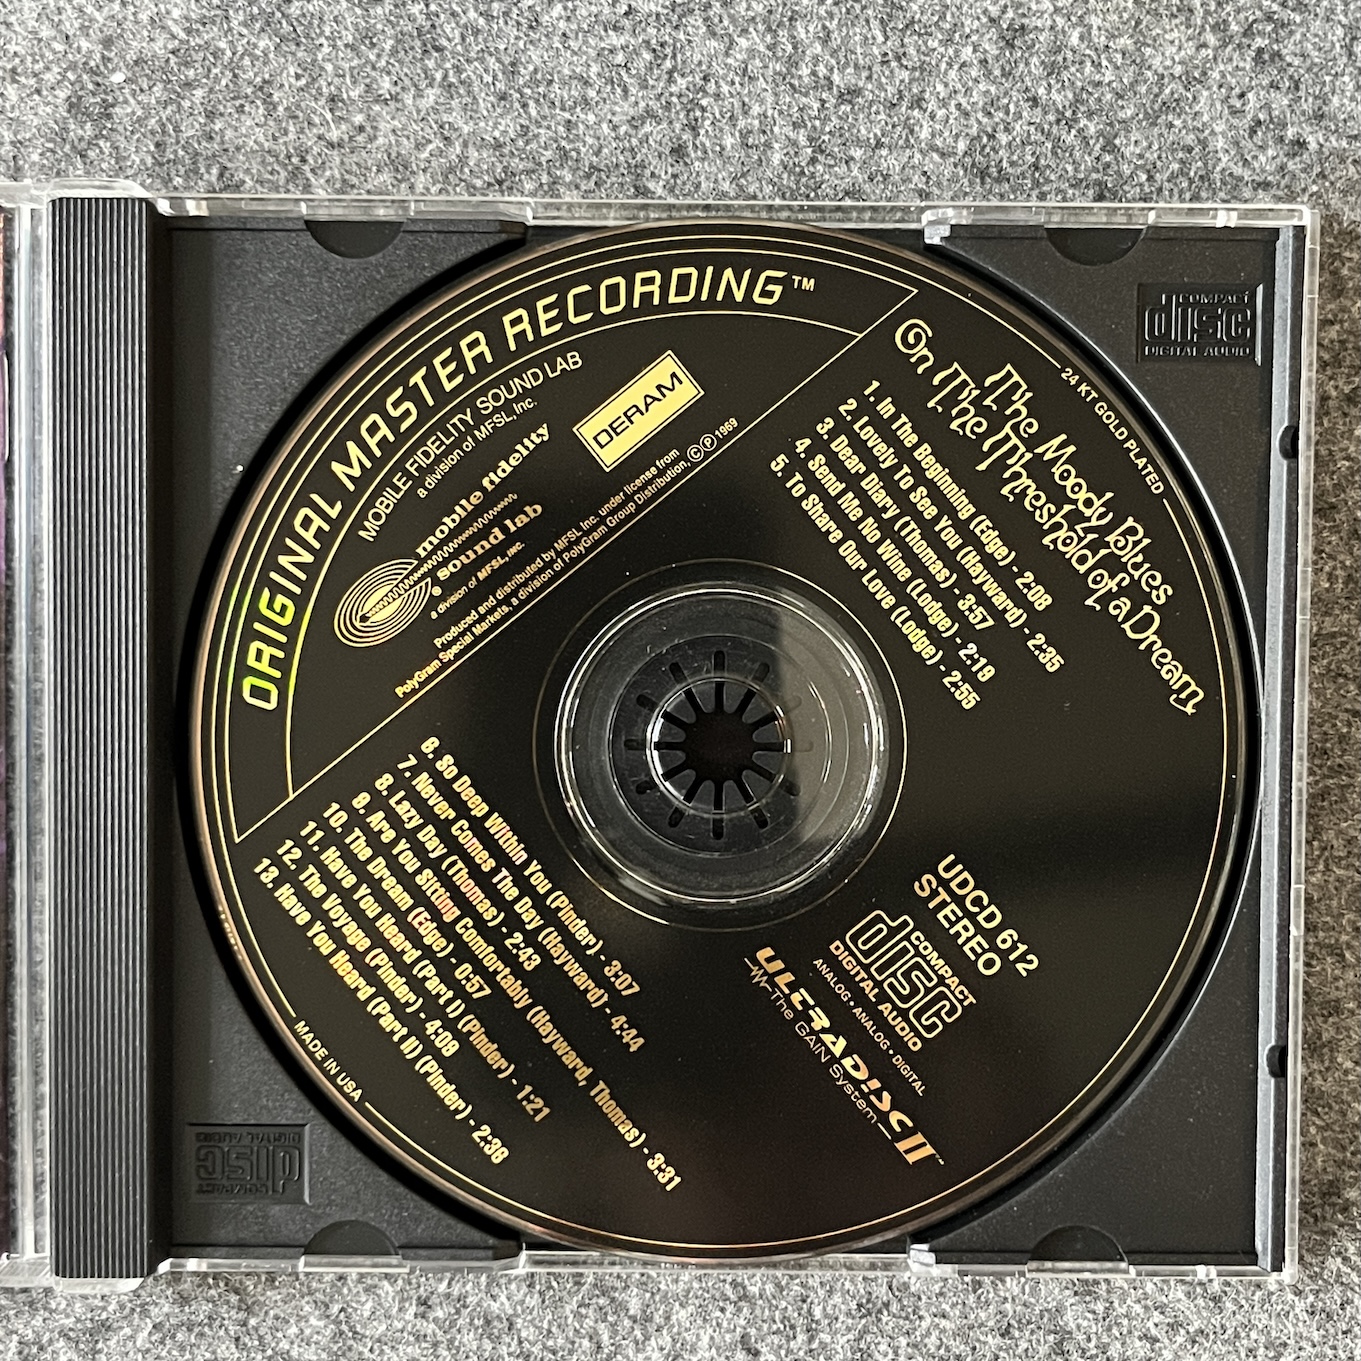 ORIGINAL MASTER RECORDING™
MOBILE FIDELITY SOUND LAB
a division of MFSL, Inc.
mobile fidelity
sound lab
a division of MFSL, INC.
DERAM
Produced and distributed by MFSL, Inc. under license from
PolyGram Special Markets, a division of PolyGram Group Distribution, ©℗ 1969
24 KT GOLD PLATED
The Moody Blues
On The Threshold of a Dream
1. In The Beginning (Edge) - 2:08
2. Lovely To See You (Hayward) - 2:35
3. Dear Diary (Thomas) - 3:57
4. Send Me No Wine (Lodge) - 2:19
5. To Share Our Love (Lodge) - 2:55
6. So Deep Within You (Pinder) - 3:07
7. Never Comes The Day (Hayward) - 4:44
8. Lazy Day (Thomas) - 2:43
9. Are You Sitting Comfortably (Hayward, Thomas) - 3:31
10. The Dream (Edge) - 0:57
11. Have You Heard (Part I) (Pinder) - 1:21
12. The Voyage (Pinder) - 4:09
13. Have You Heard (Part II) (Pinder) - 2:36
MADE IN USA
UDCD 612
STEREO
COMPACT
disc
DIGITAL AUDIO
ANALOG • ANALOG • DIGITAL
ULTRADISC II™
The GAIN System
COMPACT
disc
DIGITAL AUDIO
COMPACT
disc
DIGITAL AUDIO